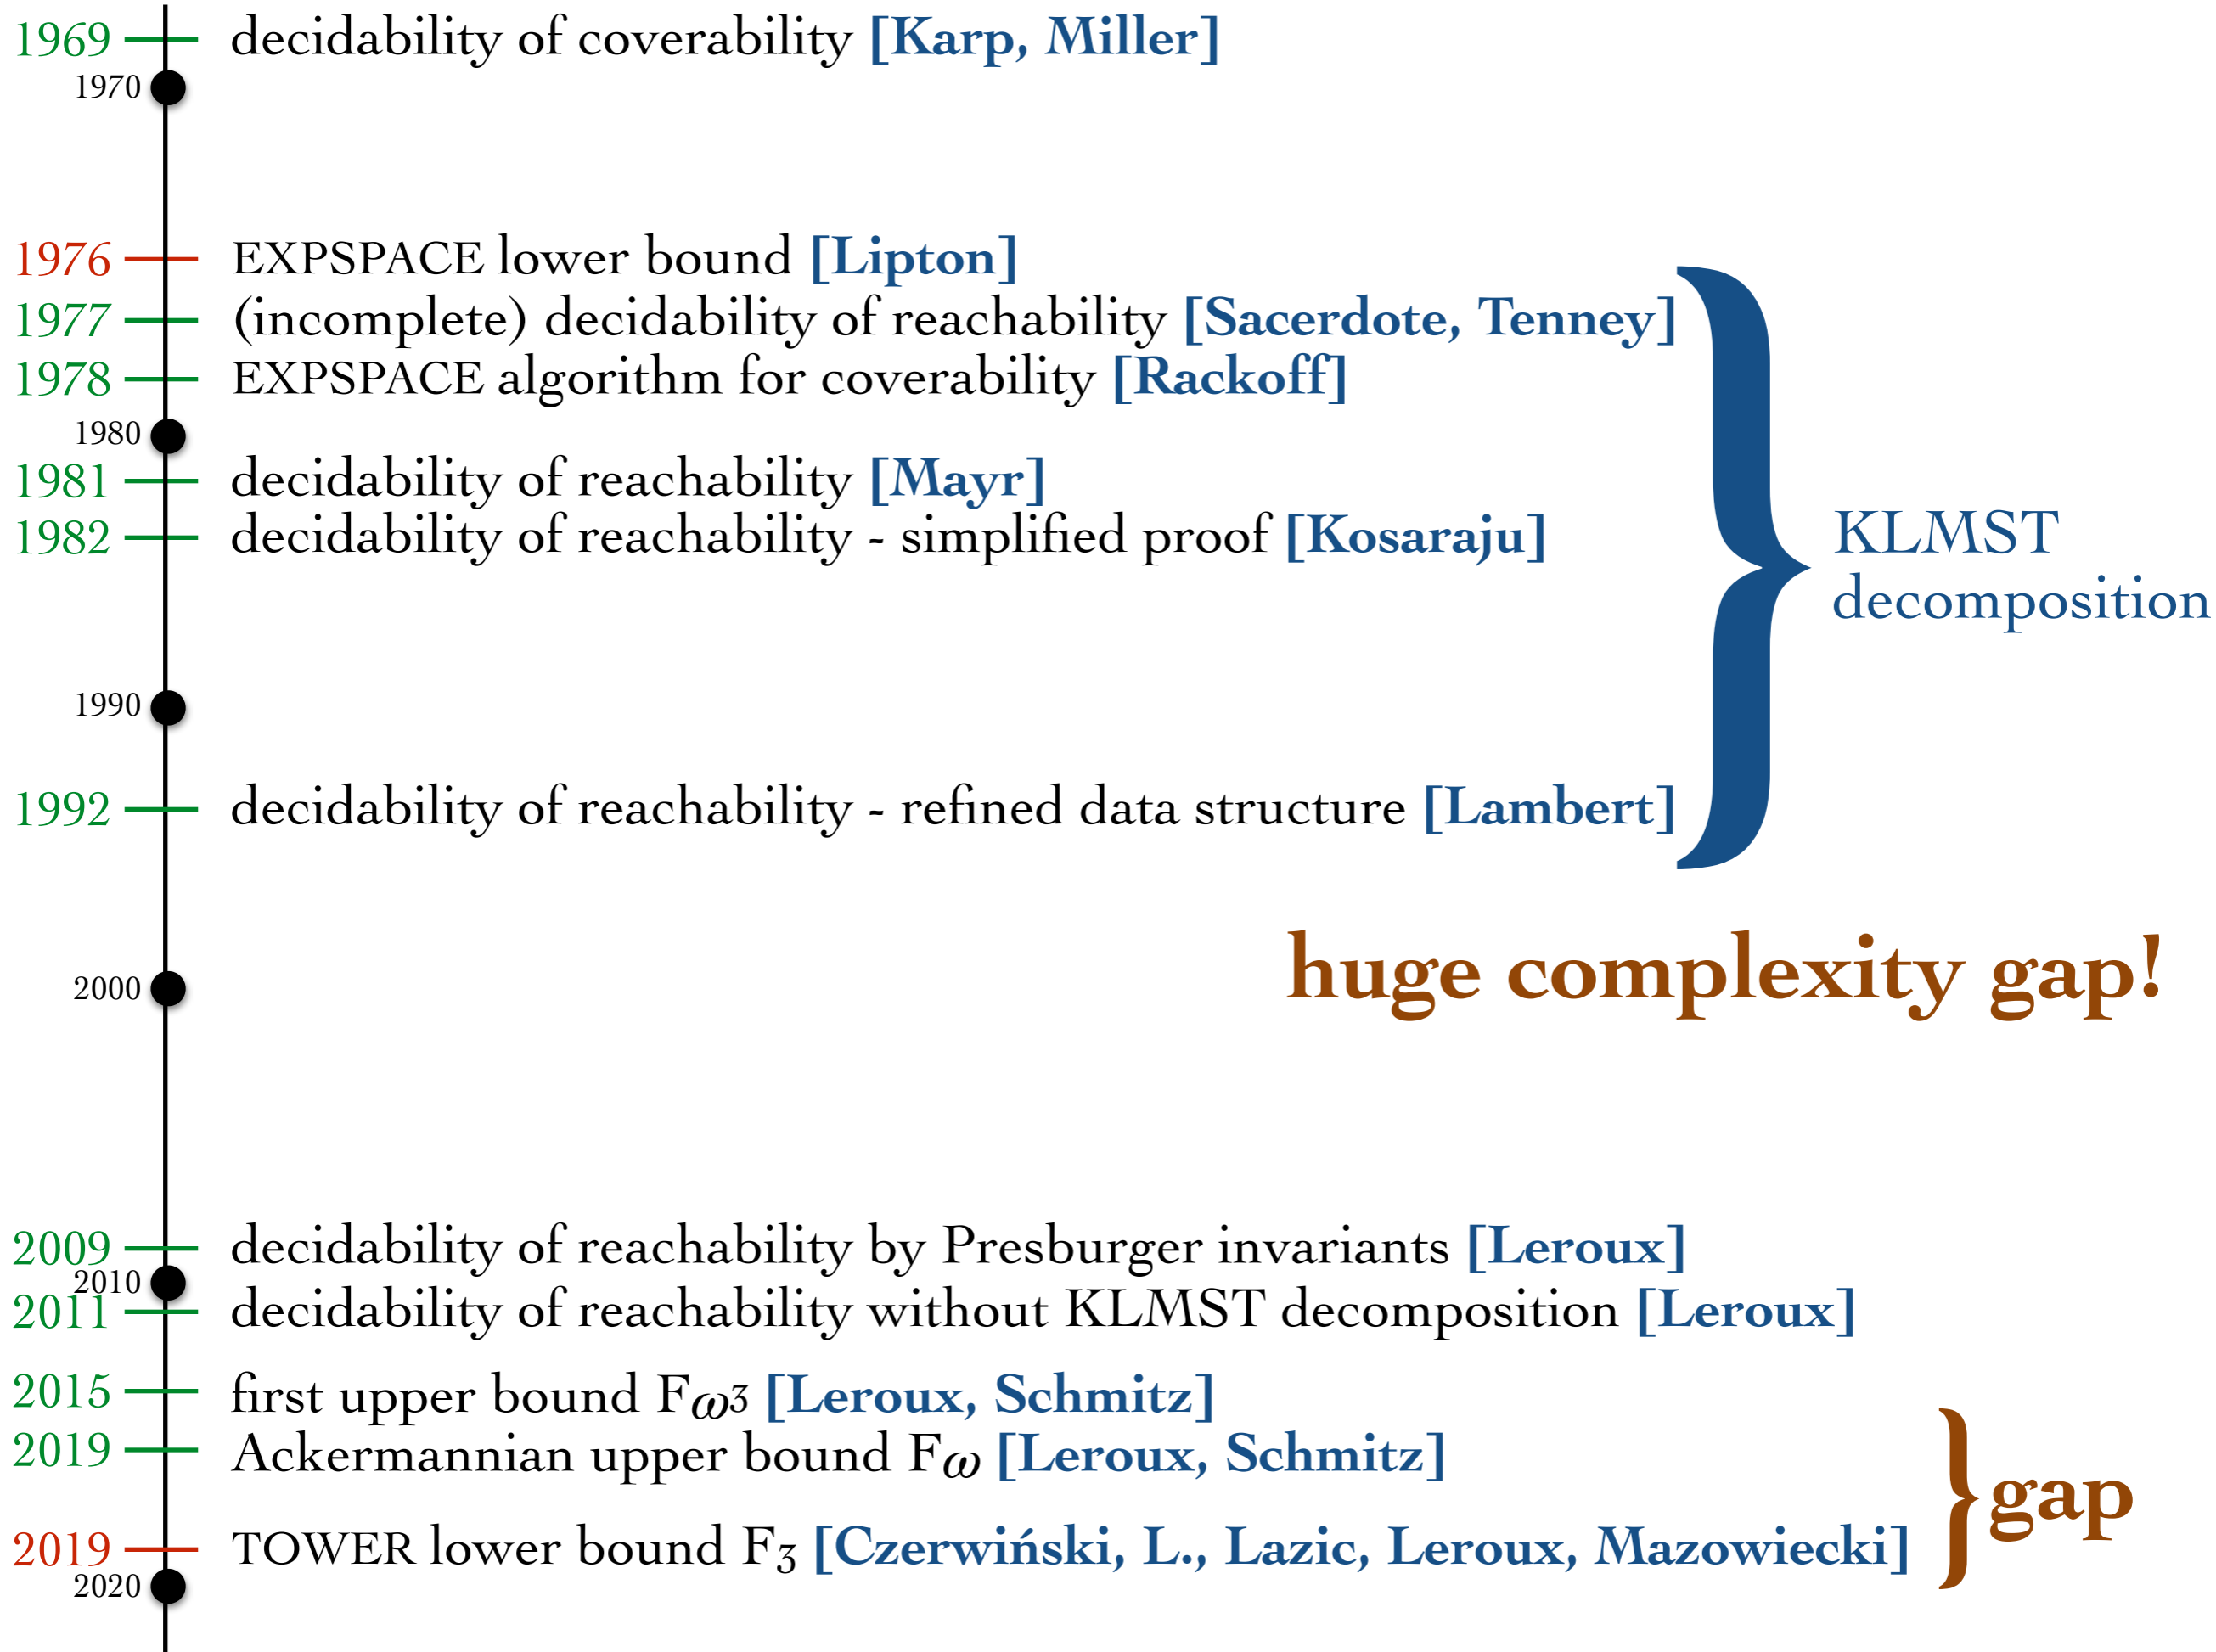 1969 decidability of coverability [Karp, Miller]
1970
1976 EXPSPACE lower bound [Lipton]
1977 (incomplete) decidability of reachability [Sacerdote, Tenney]
1978 EXPSPACE algorithm for coverability [Rackoff]
1980
1981 decidability of reachability [Mayr]
1982 decidability of reachability - simplified proof [Kosaraju]
KLMST
decomposition
1990
1992 decidability of reachability - refined data structure [Lambert]
huge complexity gap!
2000
2009 decidability of reachability by Presburger invariants [Leroux]
2010
2011 decidability of reachability without KLMST decomposition [Leroux]
2015 first upper bound Fω3 [Leroux, Schmitz]
2019 Ackermannian upper bound Fω [Leroux, Schmitz]
gap
2019 TOWER lower bound F3 [Czerwiński, L., Lazic, Leroux, Mazowiecki]
2020